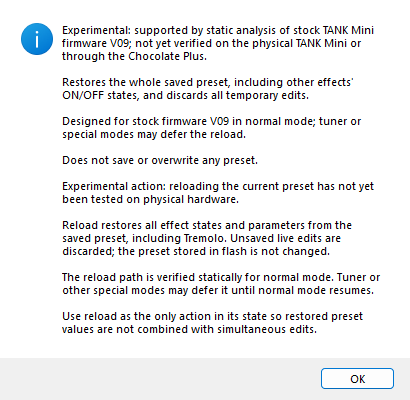 Experimental: supported by static analysis of stock TANK Mini
firmware V09; not yet verified on the physical TANK Mini or
through the Chocolate Plus.
Restores the whole saved preset, including other effects'
ON/OFF states, and discards all temporary edits.
Designed for stock firmware V09 in normal mode; tuner or
special modes may defer the reload.
Does not save or overwrite any preset.
Experimental action: reloading the current preset has not yet
been tested on physical hardware.
Reload restores all effect states and parameters from the
saved preset, including Tremolo. Unsaved live edits are
discarded; the preset stored in flash is not changed.
The reload path is verified statically for normal mode. Tuner or
other special modes may defer it until normal mode resumes.
Use reload as the only action in its state so restored preset
values are not combined with simultaneous edits.
OK